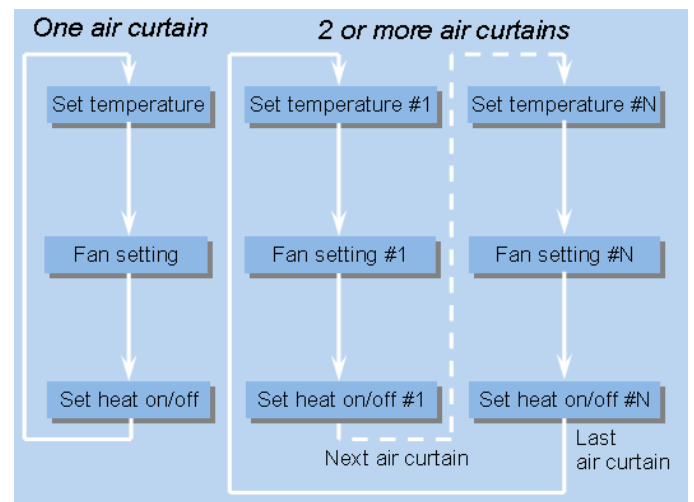 One air curtain
2 or more air curtains
Set temperature
Set temperature #1
Set temperature #N
Fan setting
Fan setting #1
Fan setting #N
Set heat on/off
Set heat on/off #1
Set heat on/off #N
Next air curtain
Last
air curtain